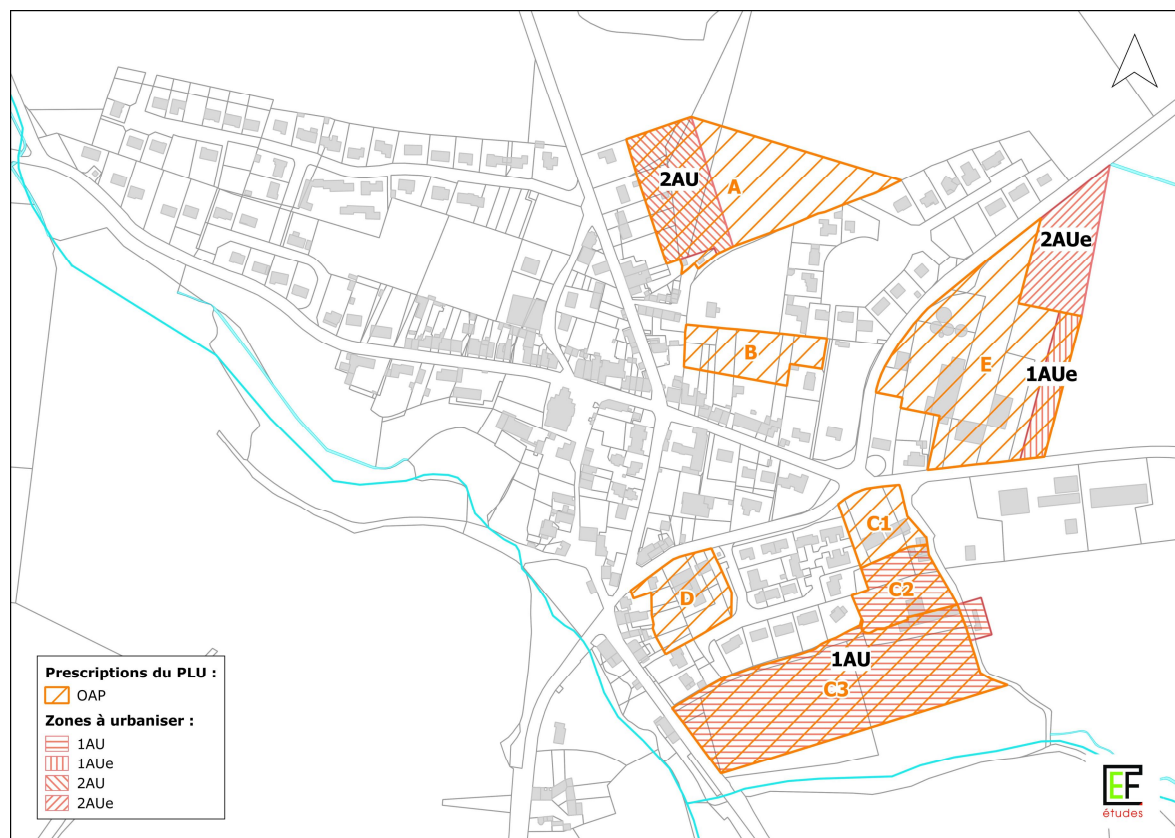 2AU
A
2AUe
B
E
1AUe
C1
C2
D
1AU
C3
Prescriptions du PLU :
OAP
Zones à urbaniser :
1AU
1AUe
2AU
2AUe
EF
études